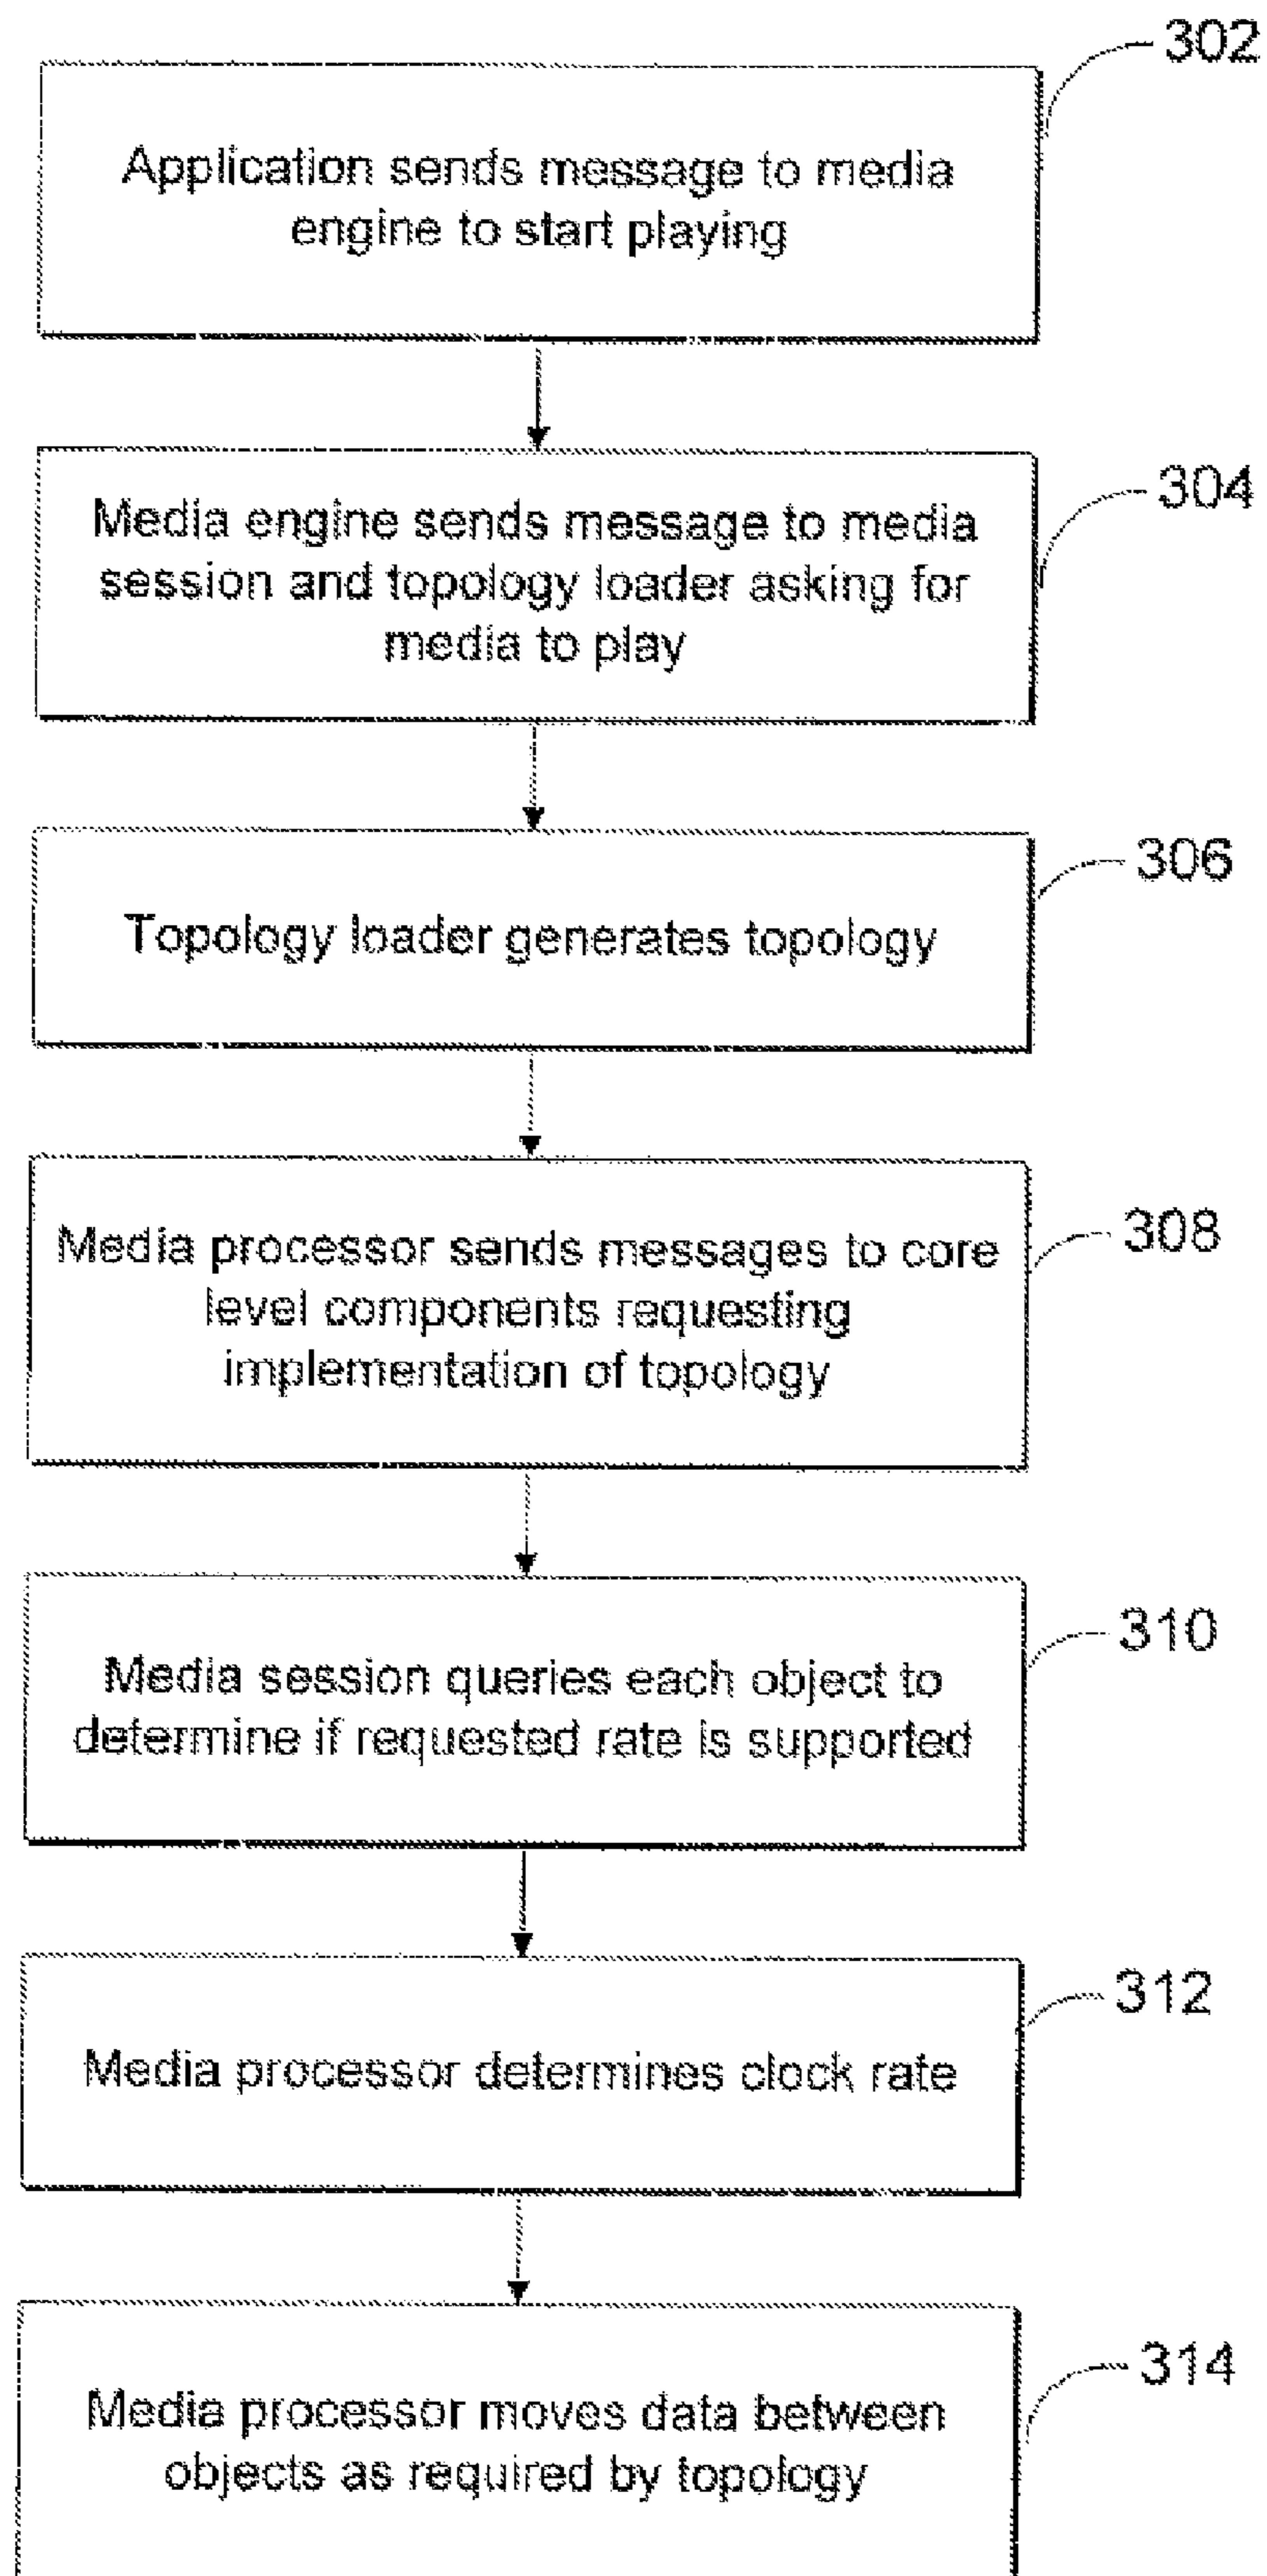 302
Application sends message to media
engine to start playing
304
Media engine sends message to media
session and topology loader asking for
media to play
306
Topology loader generates topology
308
Media processor sends messages to core
level components requesting
implementation of topology
310
Media session queries each object to
determine if requested rate is supported
312
Media processor determines clock rate
314
Media processor moves data between
objects as required by topology